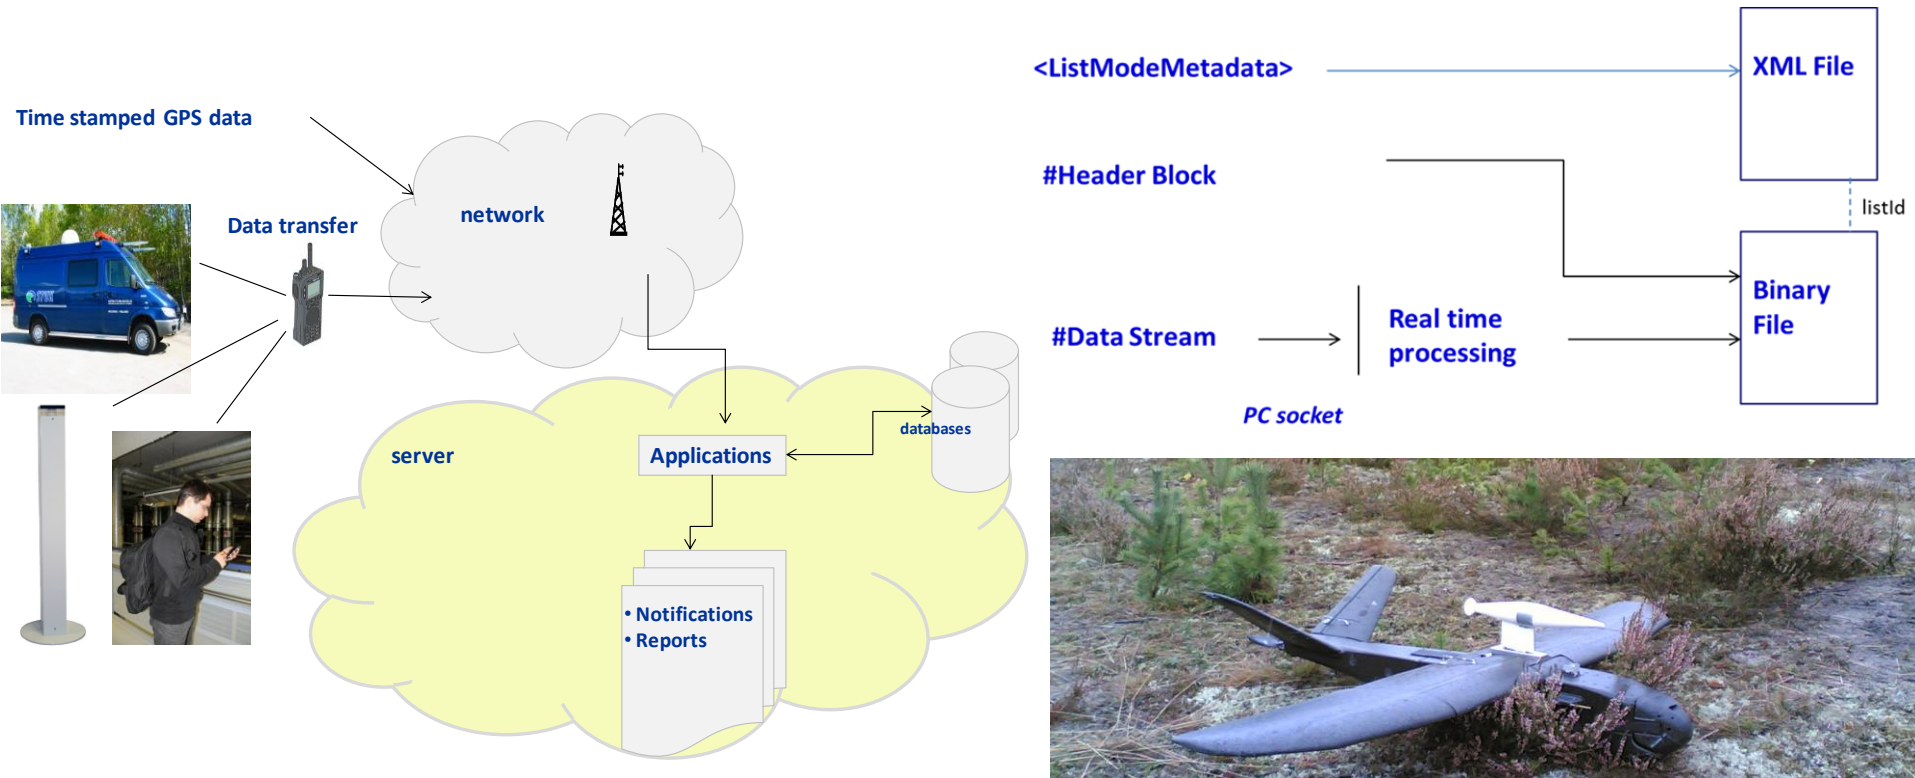 Time stamped GPS data
Data transfer
network
STUK
server
Applications
databases
• Notifications
• Reports
<ListModeMetadata>
XML File
#Header Block
listId
#Data Stream
Real time
processing
Binary
File
PC socket